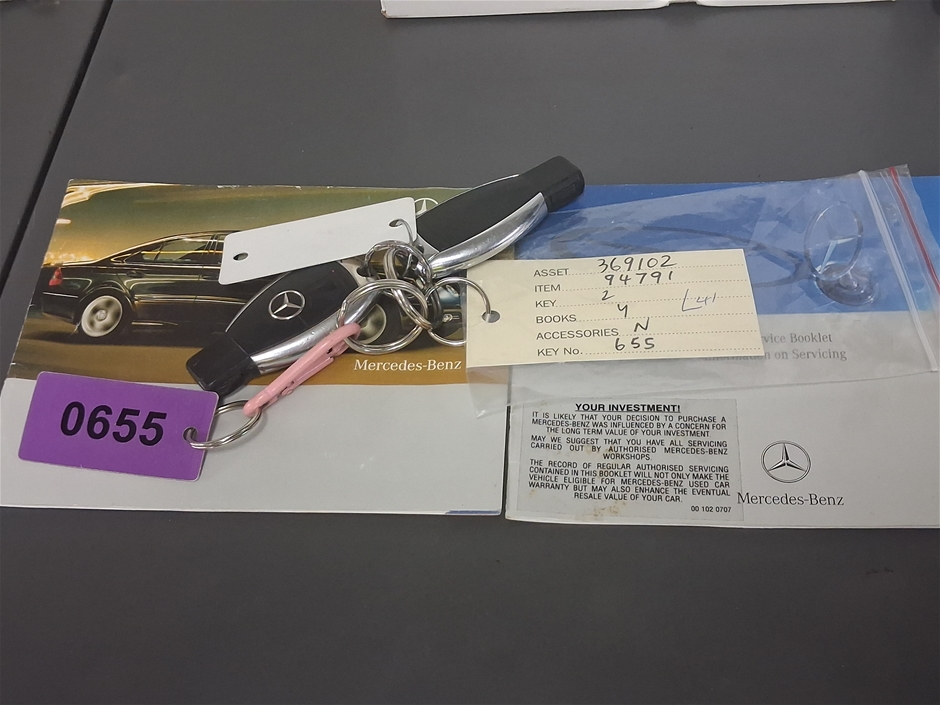 Mercedes-Benz
0655
ASSET 369102
ITEM 94791
KEY 2
L41
BOOKS Y
ACCESSORIES N
KEY No. 655
Booklet
on Servicing
YOUR INVESTMENT!
IT IS LIKELY THAT YOUR DECISION TO PURCHASE A
MERCEDES-BENZ WAS INFLUENCED BY A CONCERN FOR
THE LONG TERM VALUE OF YOUR INVESTMENT.
MAY WE SUGGEST THAT YOU HAVE ALL SERVICING
CARRIED OUT BY AUTHORISED MERCEDES-BENZ
WORKSHOPS.
THE RECORD OF REGULAR AUTHORISED SERVICING
CONTAINED IN THIS BOOKLET WILL NOT ONLY MAKE THE
VEHICLE ELIGIBLE FOR MERCEDES-BENZ USED CAR
WARRANTY BUT MAY ALSO ENHANCE THE EVENTUAL
RESALE VALUE OF YOUR CAR.
00 102 0707
Mercedes-Benz